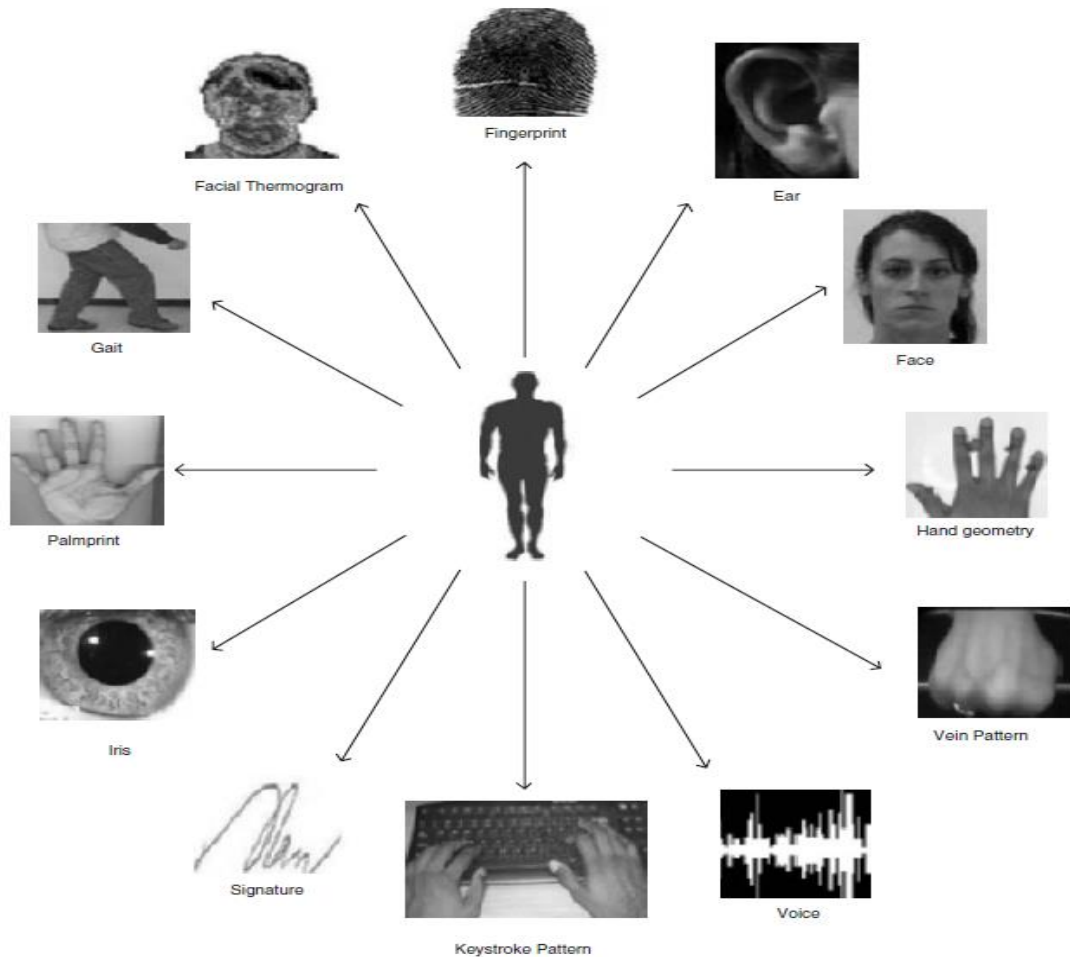 Fingerprint
Facial Thermogram
Ear
Gait
Face
Palmprint
Hand geometry
Iris
Vein Pattern
Signature
Voice
Keystroke Pattern